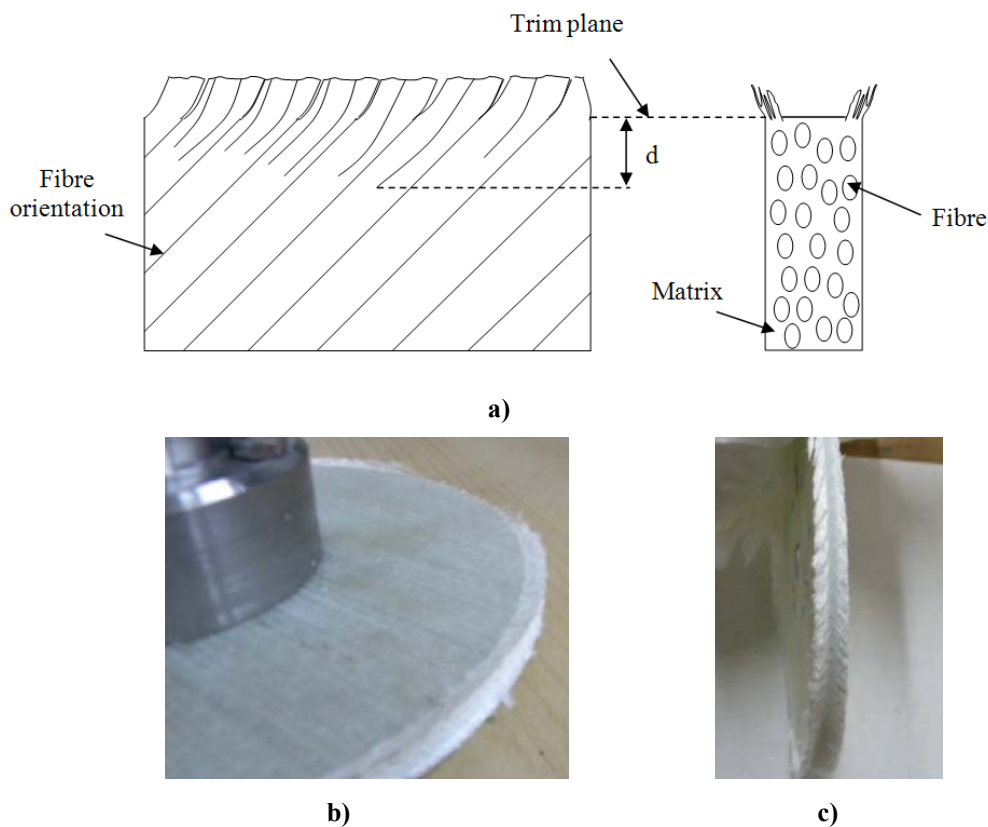 Trim plane
d
Fibre
orientation
Fibre
Matrix
a)
b)
c)